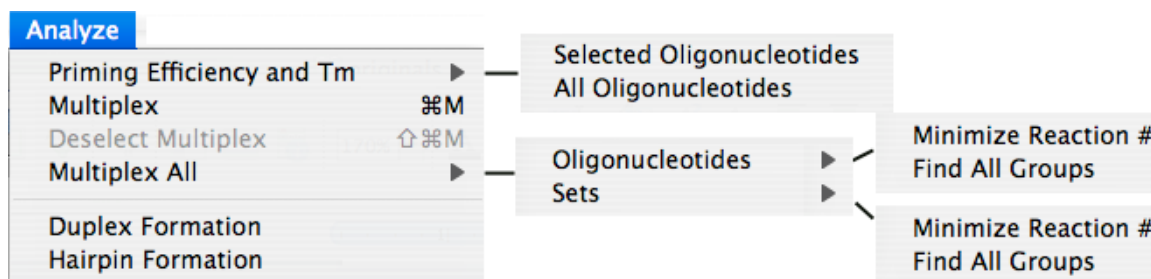 Analyze
Priming Efficiency and Tm ▶
Multiplex ⌘M
Deselect Multiplex ⇧⌘M
Multiplex All ▶
Duplex Formation
Hairpin Formation
Selected Oligonucleotides
All Oligonucleotides
Oligonucleotides ▶
Sets ▶
Minimize Reaction #
Find All Groups
Minimize Reaction #
Find All Groups